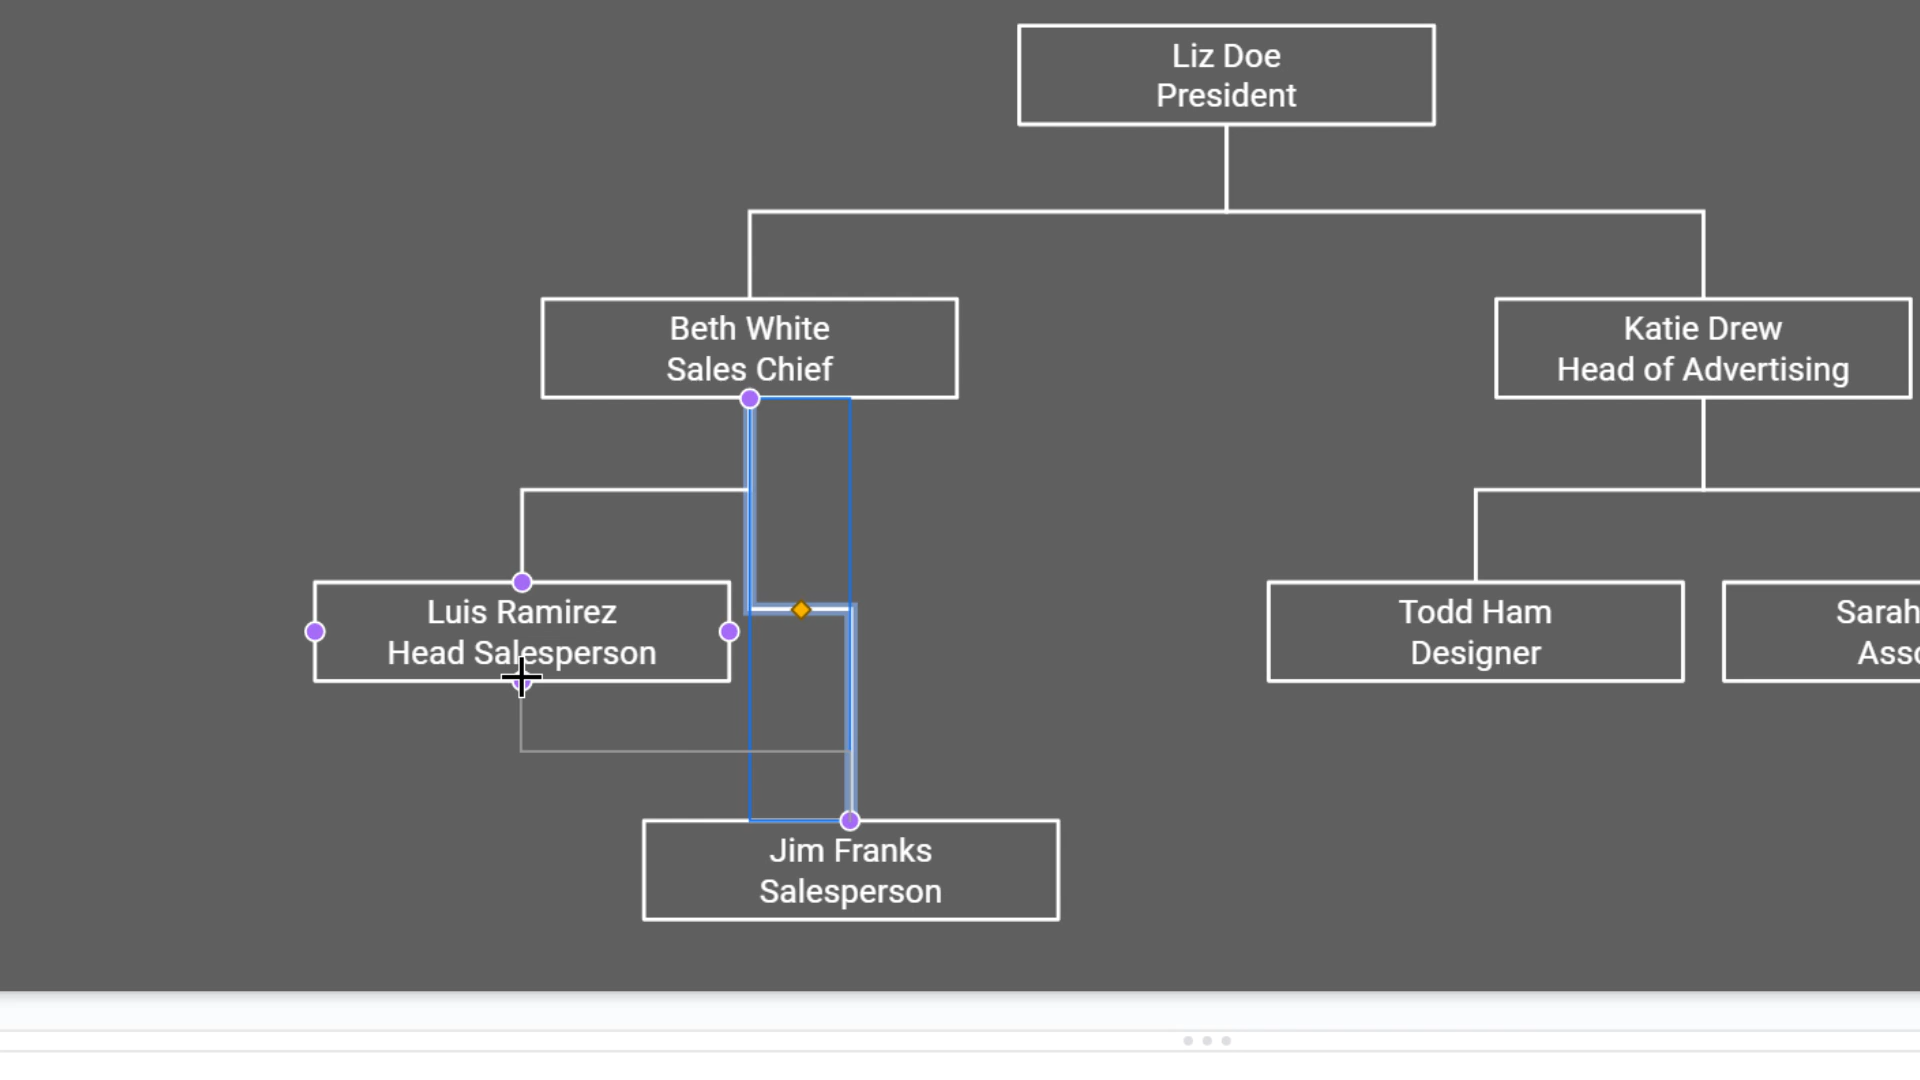 Liz Doe
President
Beth White
Sales Chief
Katie Drew
Head of Advertising
Luis Ramirez
Head Salesperson
Todd Ham
Designer
Sarah
Jim Franks
Salesperson